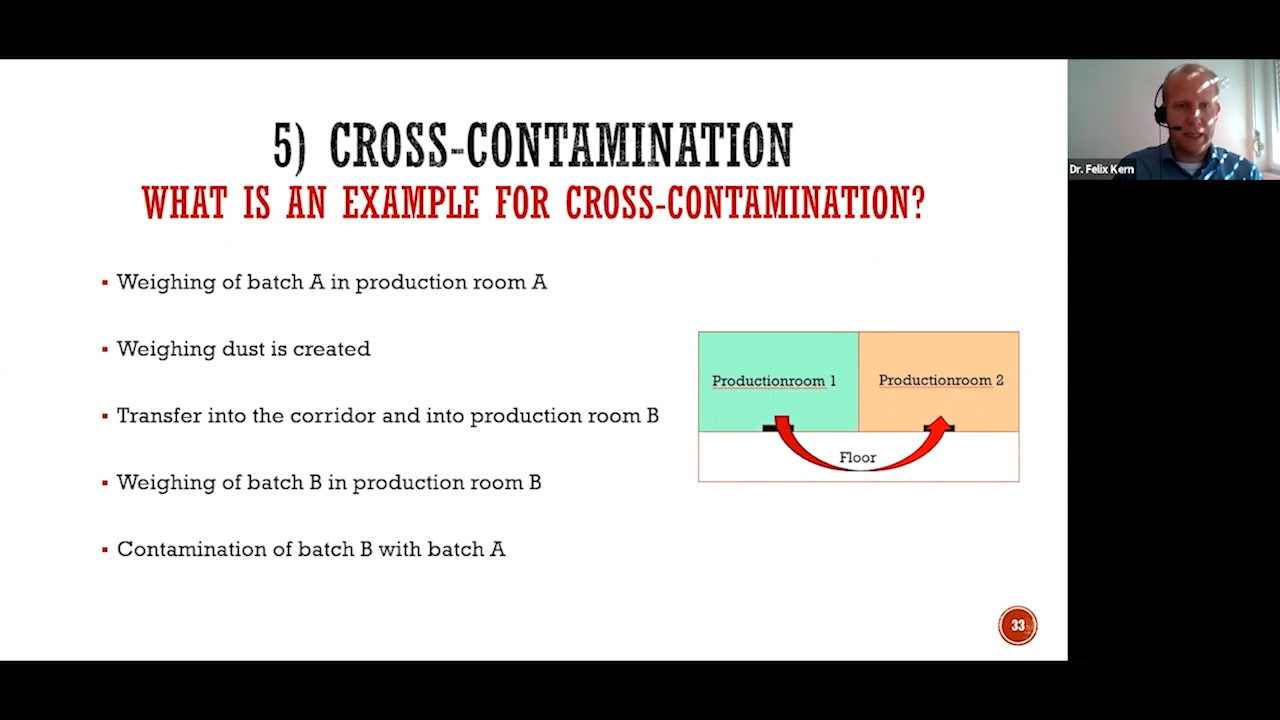 5) CROSS-CONTAMINATION
WHAT IS AN EXAMPLE FOR CROSS-CONTAMINATION?
Weighing of batch A in production room A
Weighing dust is created
Transfer into the corridor and into production room B
Weighing of batch B in production room B
Contamination of batch B with batch A
Productionroom 1
Productionroom 2
Floor
33
Dr. Felix Kern